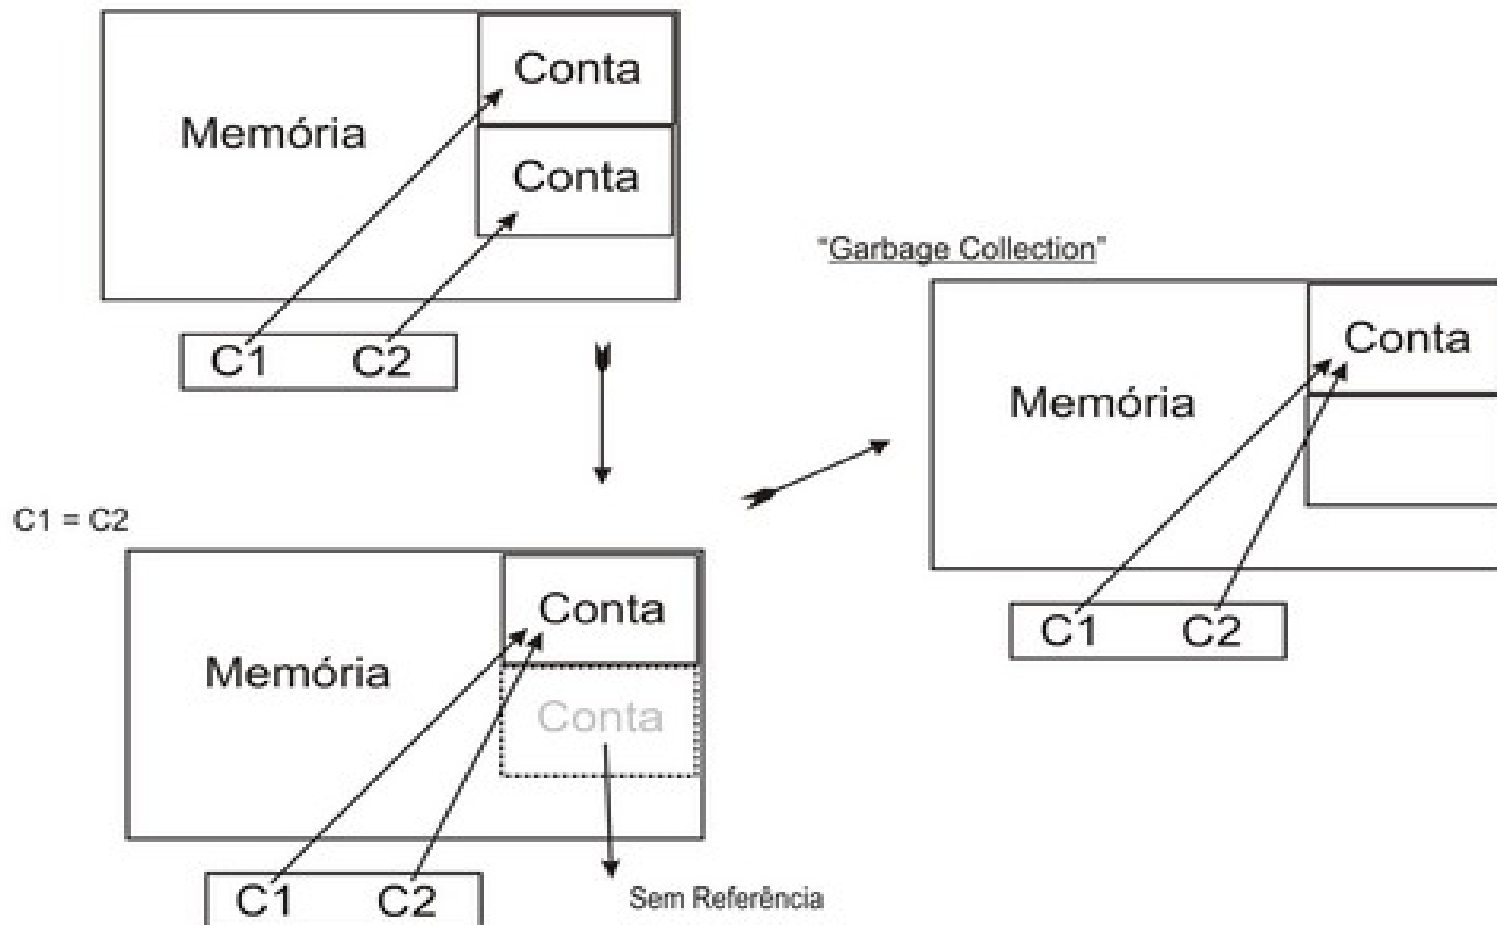 Conta
Memória
Conta
C1 C2
"Garbage Collection"
Conta
Memória
C1 C2
C1 = C2
Conta
Memória
Conta
C1 C2
Sem Referência